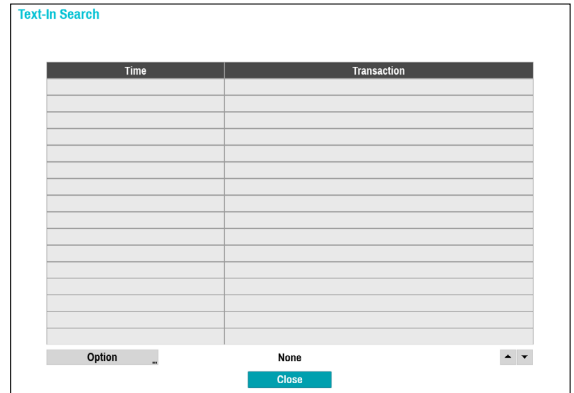 Text-In Search
Time Transaction
Option ... None
Close